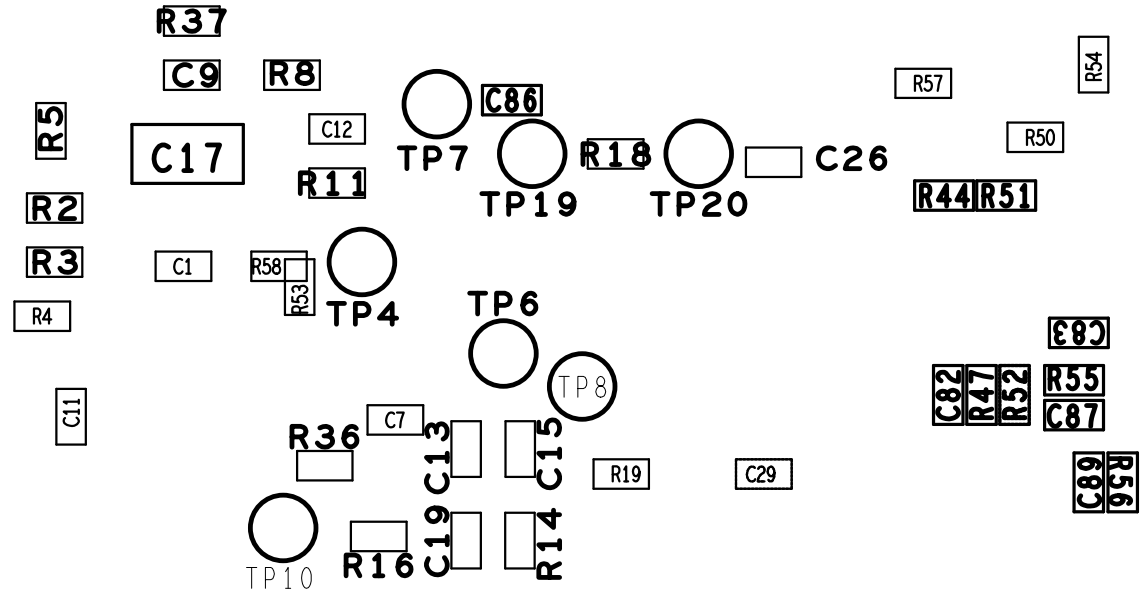 R37
C9
R8
R54
R57
C86
R5
C12
R50
C17
TP7
R18
C26
R11
TP19
TP20
R44
R51
R2
R3
C1
R58
R53
TP4
TP6
R4
C83
TP8
C82
R47
R52
R55
C11
C7
C87
R36
C13
C15
R19
C29
C89
R56
C19
R14
R16
TP10